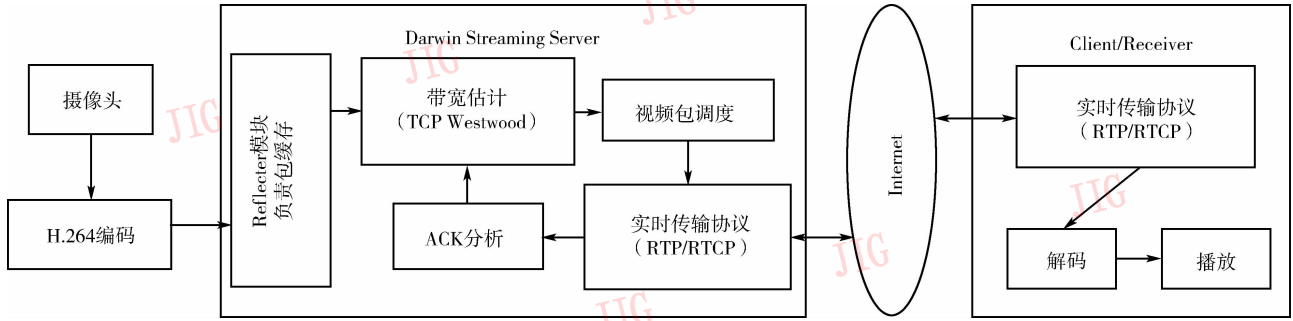 摄像头
H.264编码
Darwin Streaming Server
Reflecter模块
负责包缓存
带宽估计
（TCP Westwood）
视频包调度
ACK分析
实时传输协议
（RTP/RTCP）
Internet
Client/Receiver
实时传输协议
（RTP/RTCP）
解码
播放
JIG
JIG
JIG
JIG
JIG
JIG